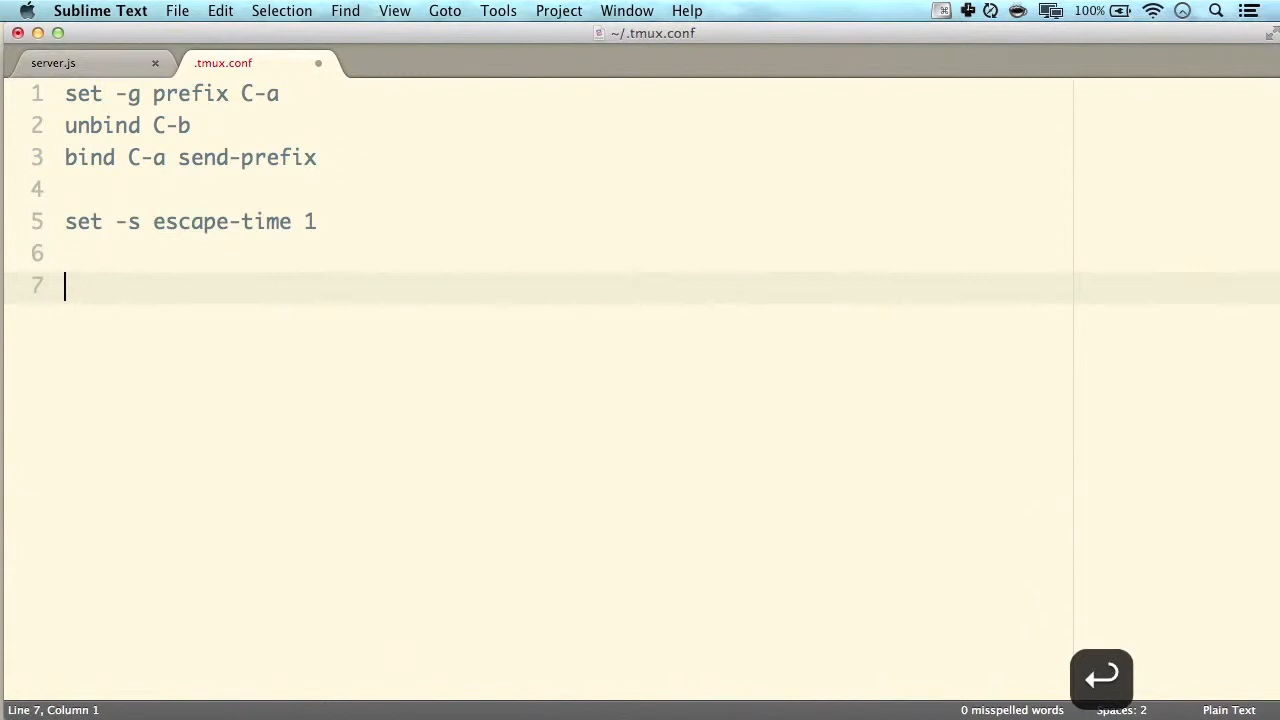 Sublime Text File Edit Selection Find View Goto Tools Project Window Help 100%
~/.tmux.conf
server.js × .tmux.conf
1 set -g prefix C-a
2 unbind C-b
3 bind C-a send-prefix
4
5 set -s escape-time 1
6
7
Line 7, Column 1 0 misspelled words Spaces: 2 Plain Text